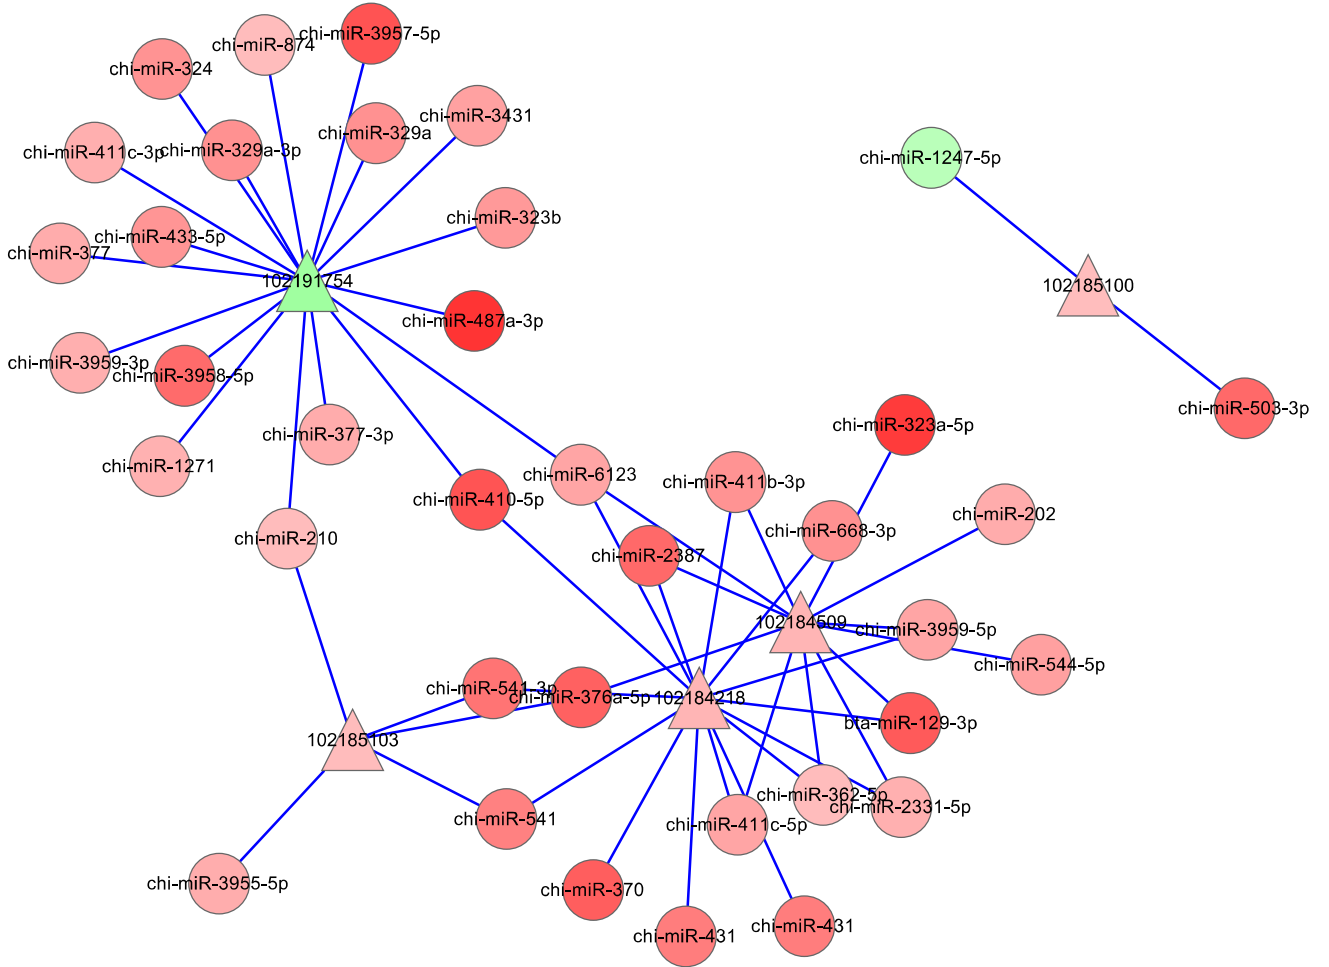 chi-miR-3957-5p
chi-miR-874
chi-miR-324
chi-miR-3431
chi-miR-329a
chi-miR-411c-3p
chi-miR-329a-3p
chi-miR-1247-5p
chi-miR-323b
chi-miR-433-5p
chi-miR-377
102191754
102185100
chi-miR-487a-3p
chi-miR-3959-3p
chi-miR-3958-5p
chi-miR-503-3p
chi-miR-323a-5p
chi-miR-377-3p
chi-miR-1271
chi-miR-6123
chi-miR-411b-3p
chi-miR-410-5p
chi-miR-202
chi-miR-668-3p
chi-miR-210
chi-miR-2387
102184509
chi-miR-3959-5p
chi-miR-544-5p
chi-miR-541-3p
chi-miR-376a-5p
102184218
bta-miR-129-3p
102185103
chi-miR-362-5p
chi-miR-2331-5p
chi-miR-541
chi-miR-411c-5p
chi-miR-3955-5p
chi-miR-370
chi-miR-431
chi-miR-431